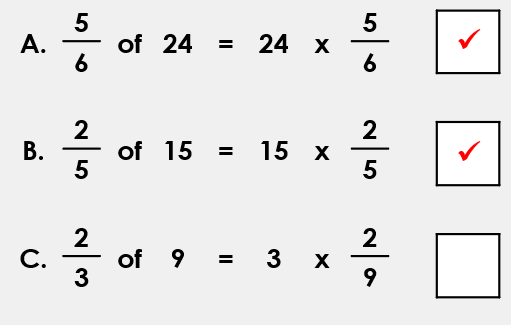 A. 5/6 of 24 = 24 x 5/6 ✓
B. 2/5 of 15 = 15 x 2/5 ✓
C. 2/3 of 9 = 3 x 2/9